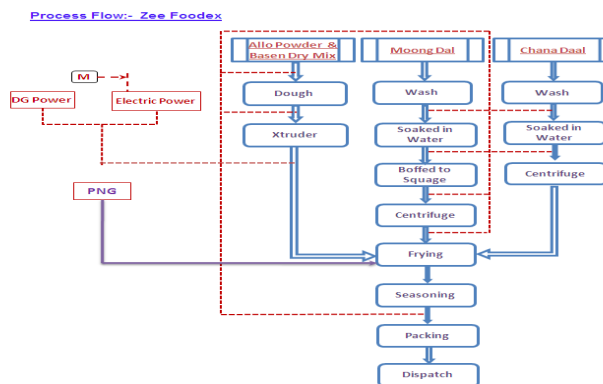 Process Flow:- Zee Foodex
Allo Powder &
Basen Dry Mix
Moong Dal
Chana Daal
M
DG Power
Electric Power
Dough
Wash
Wash
Xtruder
Soaked in
Water
Soaked in
Water
Boffed to
Squage
Centrifuge
PNG
Centrifuge
Frying
Seasoning
Packing
Dispatch